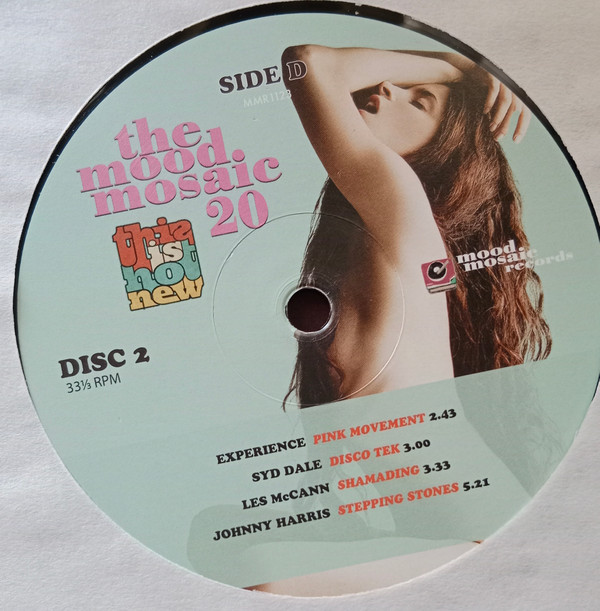 SIDE D
MMR1123
the
mood.
mosaic
20
this
is
not
new
mood.
mosaic
records
DISC 2
33⅓ RPM
EXPERIENCE PINK MOVEMENT 2.43
SYD DALE DISCO TEK 3.00
LES McCANN SHAMADING 3.33
JOHNNY HARRIS STEPPING STONES 5.21